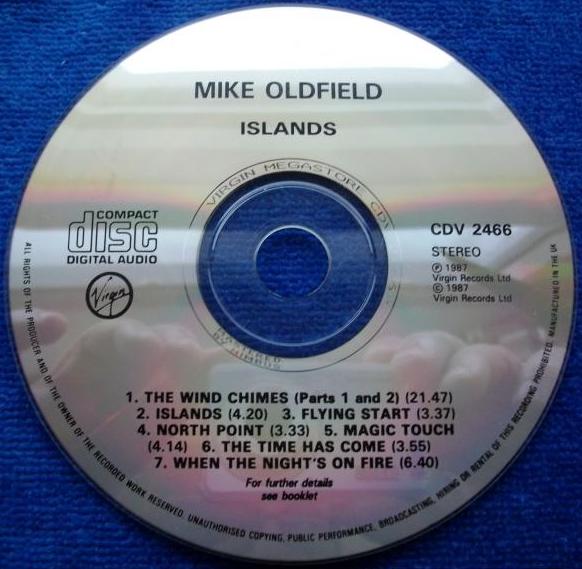 MIKE OLDFIELD
ISLANDS
VIRGIN MEGASTORE CDV
COMPACT
disc
DIGITAL AUDIO
Virgin
CDV 2466
STEREO
Ⓟ 1987
Virgin Records Ltd
© 1987
Virgin Records Ltd
MASTERED
BY NIMBUS
1. THE WIND CHIMES (Parts 1 and 2) (21.47)
2. ISLANDS (4.20) 3. FLYING START (3.37)
4. NORTH POINT (3.33) 5. MAGIC TOUCH
(4.14) 6. THE TIME HAS COME (3.55)
7. WHEN THE NIGHT'S ON FIRE (6.40)
For further details
see booklet
ALL RIGHTS OF THE PRODUCER AND OF THE OWNER OF THE RECORDED WORK RESERVED. UNAUTHORISED COPYING, PUBLIC PERFORMANCE, BROADCASTING, HIRING OR RENTAL OF THIS RECORDING PROHIBITED. MANUFACTURED IN THE UK